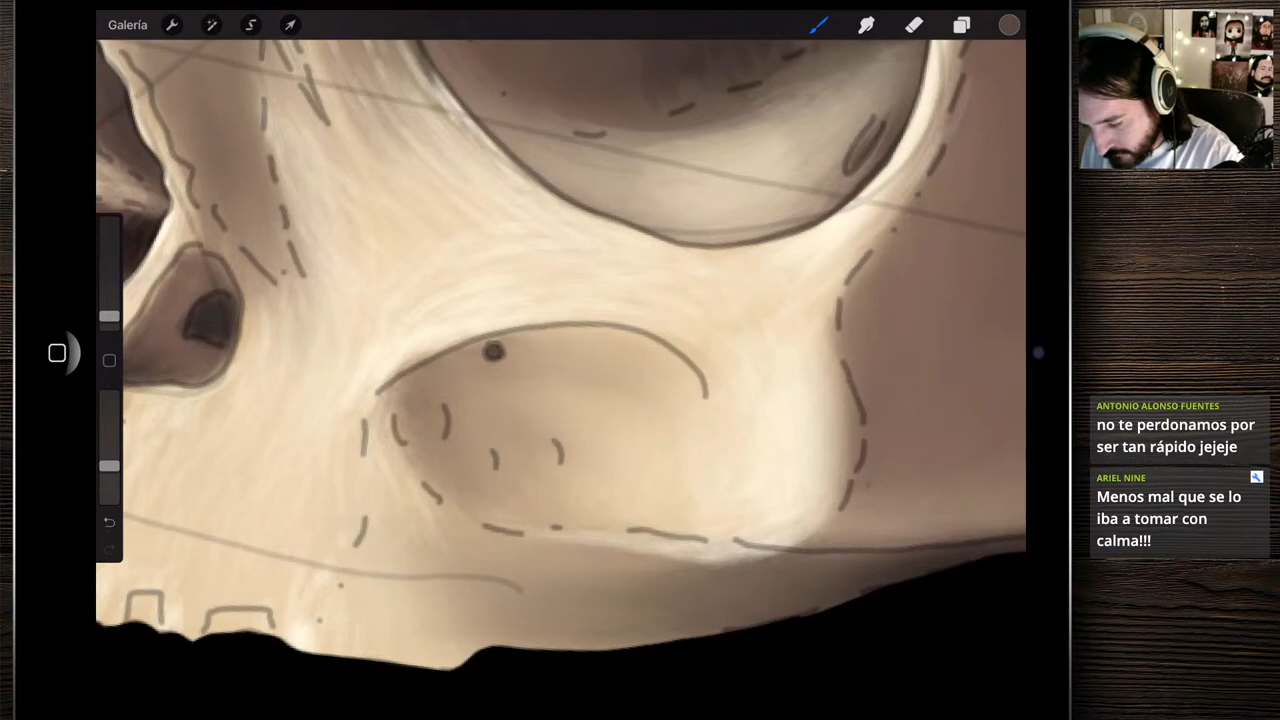 Galería
ANTONIO ALONSO FUENTES
no te perdonamos por
ser tan rápido jejeje
ARIEL NINE
Menos mal que se lo
iba a tomar con
calma!!!